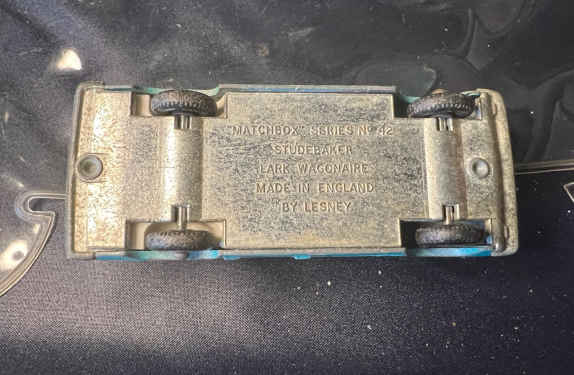 "MATCHBOX" SERIES Nº 42
STUDEBAKER
LARK WAGONAIRE
MADE IN ENGLAND
BY LESNEY